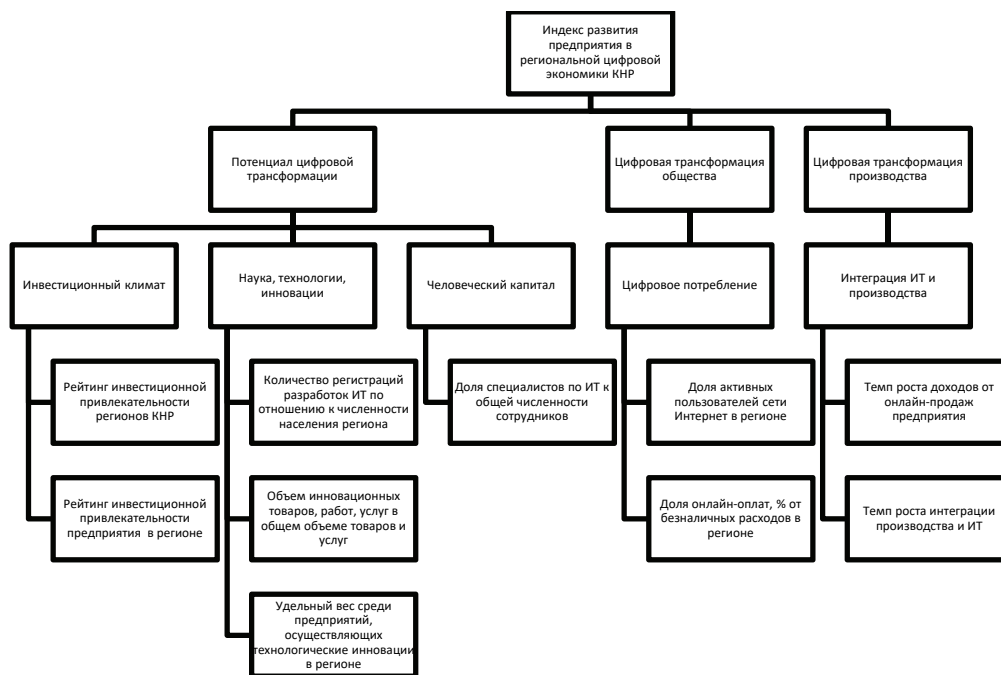 Индекс развития
предприятия в
региональной цифровой
экономики КНР
Потенциал цифровой
трансформации
Цифровая трансформация
общества
Цифровая трансформация
производства
Инвестиционный климат
Наука, технологии,
инновации
Человеческий капитал
Цифровое потребление
Интеграция ИТ и
производства
Рейтинг инвестиционной
привлекательности
регионов КНР
Количество регистраций
разработок ИТ по
отношению к численности
населения региона
Доля специалистов по ИТ к
общей численности
сотрудников
Доля активных
пользователей сети
Интернет в регионе
Темп роста доходов от
онлайн-продаж
предприятия
Рейтинг инвестиционной
привлекательности
предприятия в регионе
Объем инновационных
товаров, работ, услуг в
общем объеме товаров и
услуг
Доля онлайн-оплат, % от
безналичных расходов в
регионе
Темп роста интеграции
производства и ИТ
Удельный вес среди
предприятий,
осуществляющих
технологические инновации
в регионе